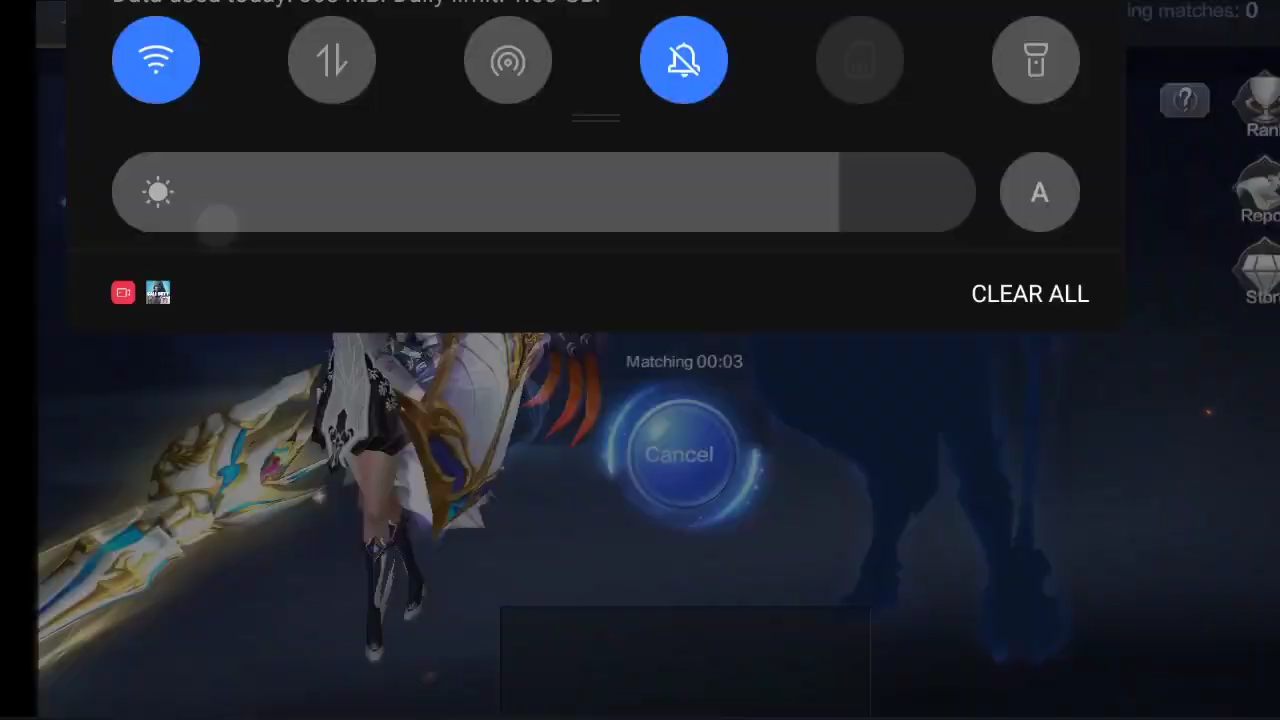 ing matches: 0
Ran
A
Repo
Stor
CLEAR ALL
Matching 00:03
Cancel